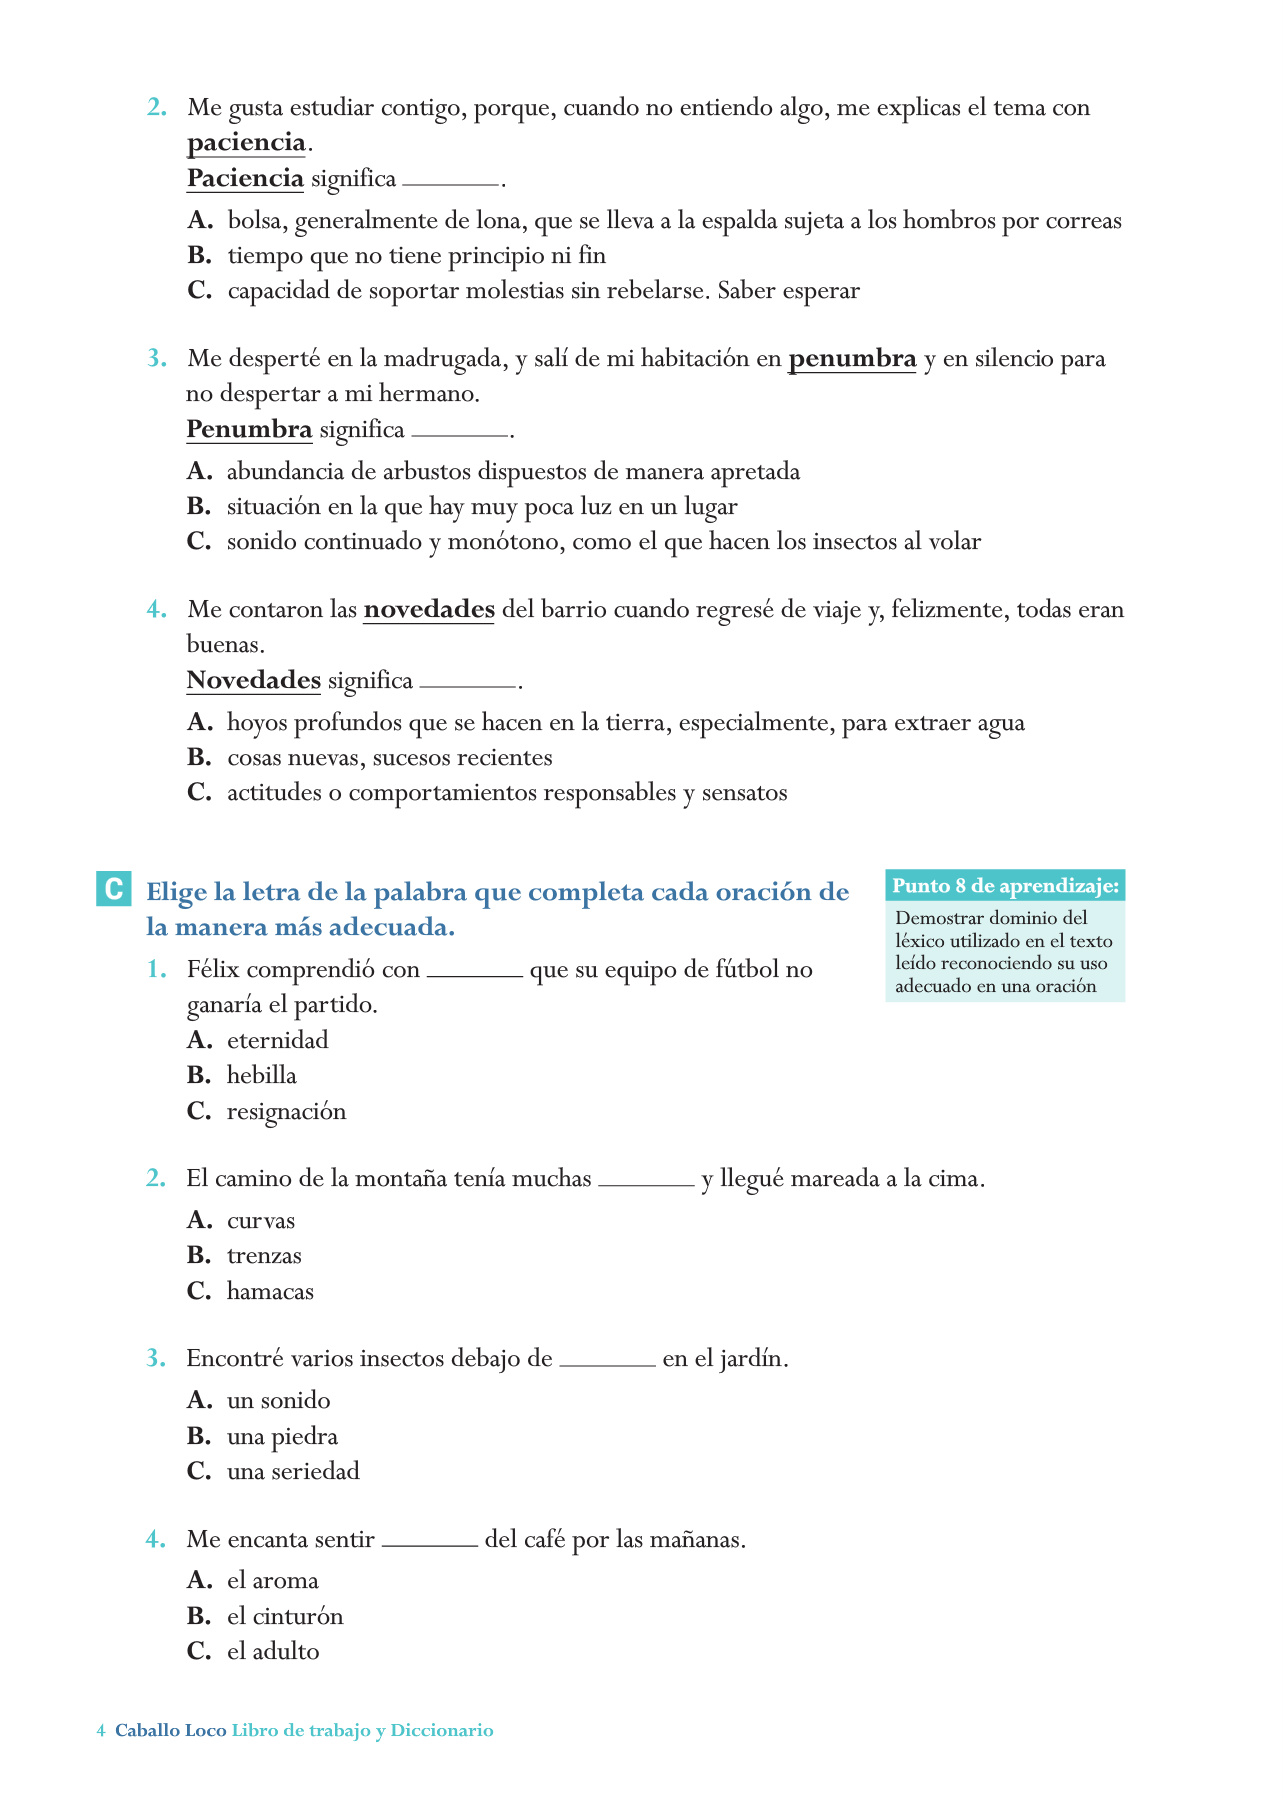 2. Me gusta estudiar contigo, porque, cuando no entiendo algo, me explicas el tema con
paciencia.
Paciencia significa ________.
A. bolsa, generalmente de lona, que se lleva a la espalda sujeta a los hombros por correas
B. tiempo que no tiene principio ni fin
C. capacidad de soportar molestias sin rebelarse. Saber esperar
3. Me desperté en la madrugada, y salí de mi habitación en penumbra y en silencio para
no despertar a mi hermano.
Penumbra significa ________.
A. abundancia de arbustos dispuestos de manera apretada
B. situación en la que hay muy poca luz en un lugar
C. sonido continuado y monótono, como el que hacen los insectos al volar
4. Me contaron las novedades del barrio cuando regresé de viaje y, felizmente, todas eran
buenas.
Novedades significa ________.
A. hoyos profundos que se hacen en la tierra, especialmente, para extraer agua
B. cosas nuevas, sucesos recientes
C. actitudes o comportamientos responsables y sensatos
C Elige la letra de la palabra que completa cada oración de
la manera más adecuada.
Punto 8 de aprendizaje:
Demostrar dominio del
léxico utilizado en el texto
leído reconociendo su uso
adecuado en una oración
1. Félix comprendió con ________ que su equipo de fútbol no
ganaría el partido.
A. eternidad
B. hebilla
C. resignación
2. El camino de la montaña tenía muchas ________ y llegué mareada a la cima.
A. curvas
B. trenzas
C. hamacas
3. Encontré varios insectos debajo de ________ en el jardín.
A. un sonido
B. una piedra
C. una seriedad
4. Me encanta sentir ________ del café por las mañanas.
A. el aroma
B. el cinturón
C. el adulto
4 Caballo Loco Libro de trabajo y Diccionario